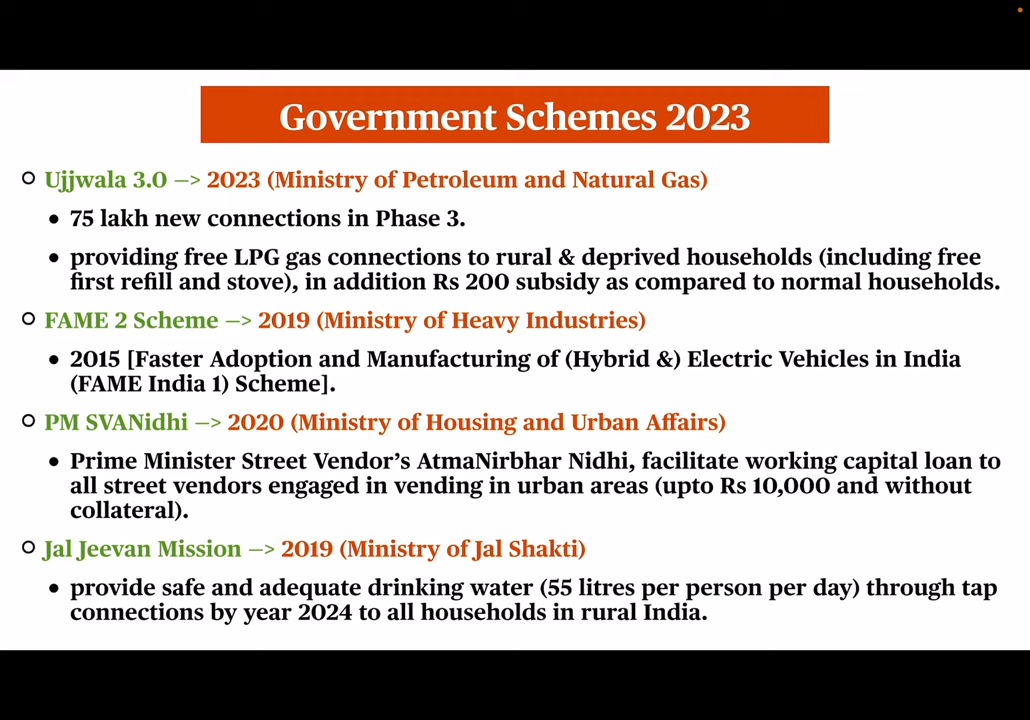 Government Schemes 2023
Ujjwala 3.0 —> 2023 (Ministry of Petroleum and Natural Gas)
• 75 lakh new connections in Phase 3.
• providing free LPG gas connections to rural & deprived households (including free
first refill and stove), in addition Rs 200 subsidy as compared to normal households.
FAME 2 Scheme —> 2019 (Ministry of Heavy Industries)
• 2015 [Faster Adoption and Manufacturing of (Hybrid &) Electric Vehicles in India
(FAME India 1) Scheme].
PM SVANidhi —> 2020 (Ministry of Housing and Urban Affairs)
• Prime Minister Street Vendor’s AtmaNirbhar Nidhi, facilitate working capital loan to
all street vendors engaged in vending in urban areas (upto Rs 10,000 and without
collateral).
Jal Jeevan Mission —> 2019 (Ministry of Jal Shakti)
• provide safe and adequate drinking water (55 litres per person per day) through tap
connections by year 2024 to all households in rural India.